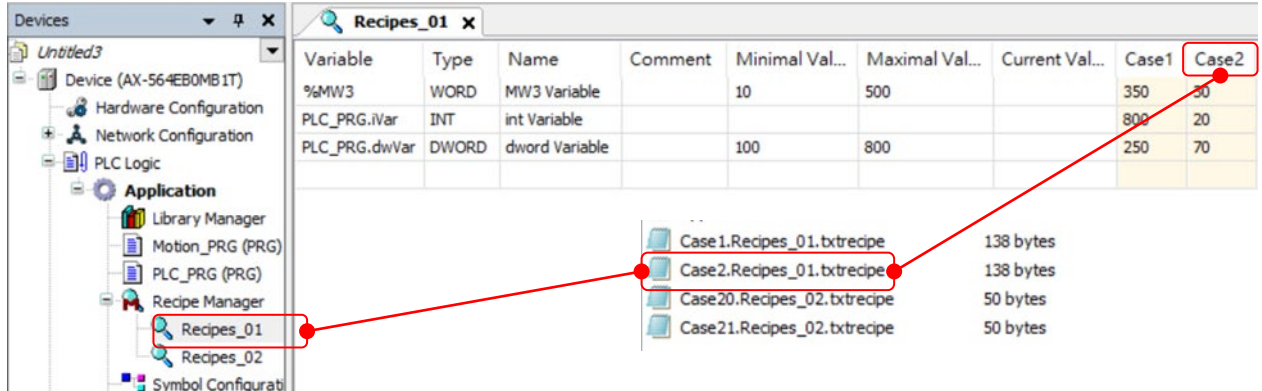 Devices
Untitled3
Device (AX-564EB0MB1T)
Hardware Configuration
Network Configuration
PLC Logic
Application
Library Manager
Motion_PRG (PRG)
PLC_PRG (PRG)
Recipe Manager
Recipes_01
Recipes_02
Symbol Configurati
Recipes_01 x
Variable Type Name Comment Minimal Val... Maximal Val... Current Val... Case1 Case2
%MW3 WORD MW3 Variable 10 500 350 30
PLC_PRG.iVar INT int Variable 800 20
PLC_PRG.dwVar DWORD dword Variable 100 800 250 70
Case1.Recipes_01.txtrecipe 138 bytes
Case2.Recipes_01.txtrecipe 138 bytes
Case20.Recipes_02.txtrecipe 50 bytes
Case21.Recipes_02.txtrecipe 50 bytes